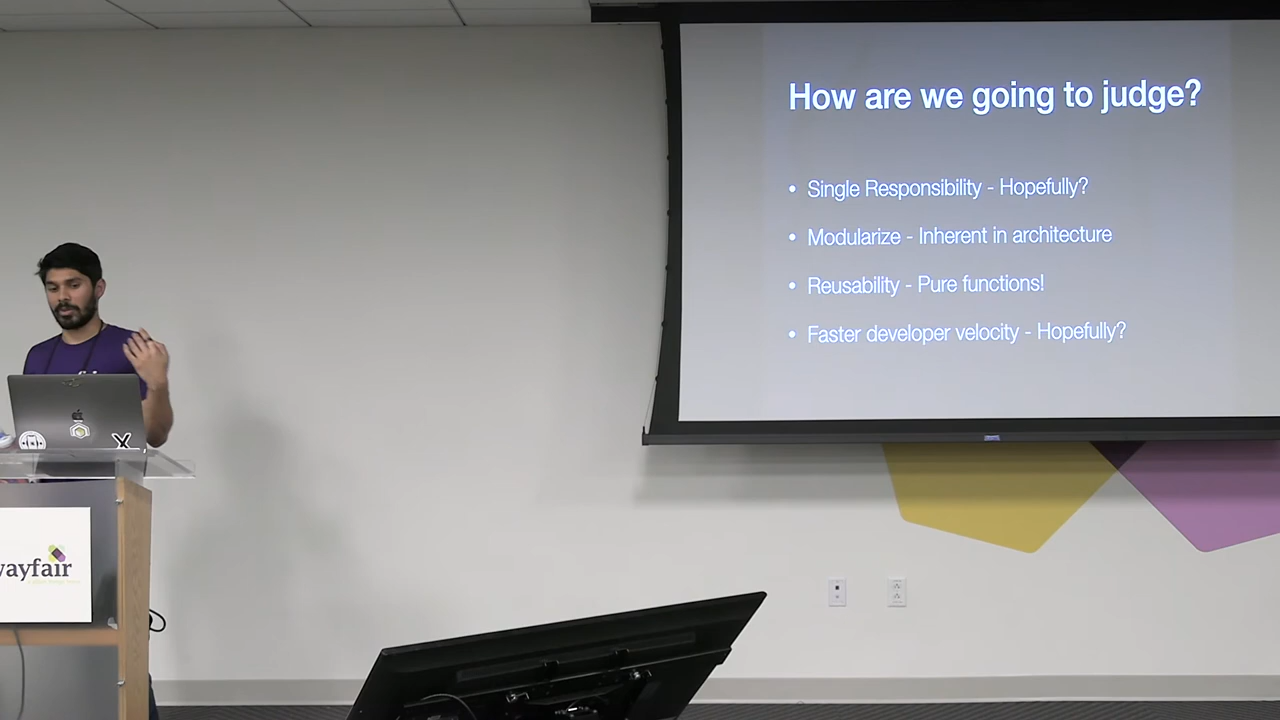 How are we going to judge?
• Single Responsibility - Hopefully?
• Modularize - Inherent in architecture
• Reusability - Pure functions!
• Faster developer velocity - Hopefully?
X
wayfair